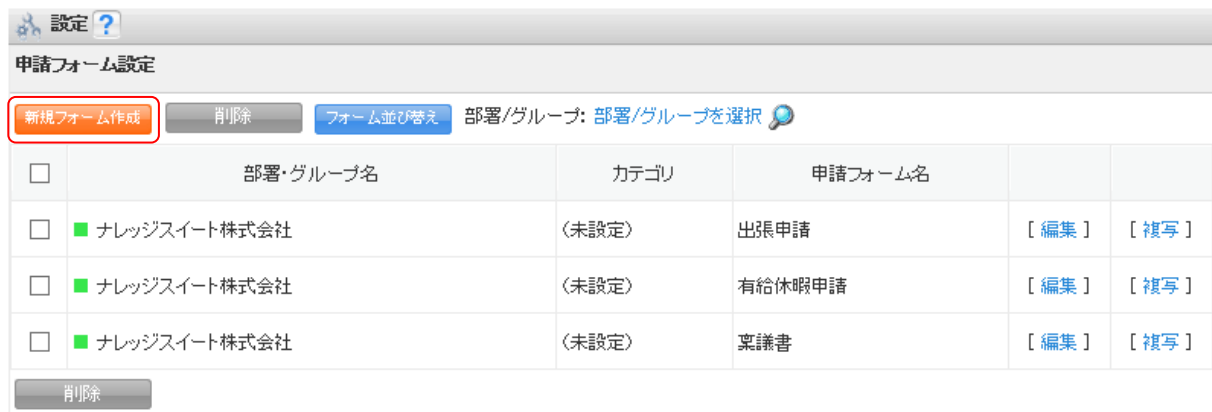 設定 ?
申請フォーム設定
新規フォーム作成 削除 フォーム並び替え 部署/グループ: 部署/グループを選択
部署・グループ名 カテゴリ 申請フォーム名
ナレッジスイート株式会社 (未設定) 出張申請 [ 編集 ] [ 複写 ]
ナレッジスイート株式会社 (未設定) 有給休暇申請 [ 編集 ] [ 複写 ]
ナレッジスイート株式会社 (未設定) 稟議書 [ 編集 ] [ 複写 ]
削除